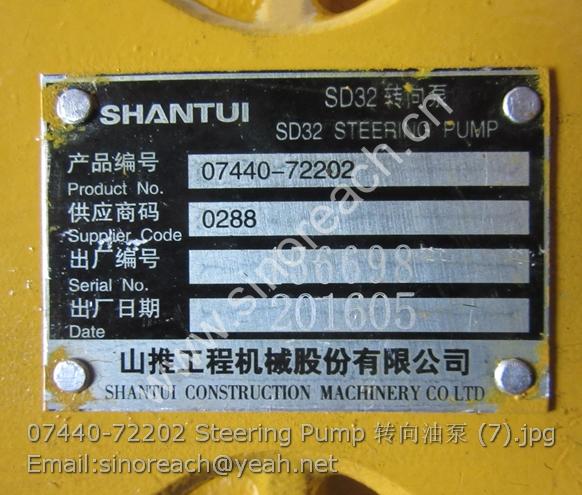 SHANTUI
SD32 转向泵
SD32 STEERING PUMP
产品编号 07440-72202
Product No.
供应商码 0288
Supplier Code
出厂编号
Serial No.
出厂日期 201605
Date
山推工程机械股份有限公司
SHANTUI CONSTRUCTION MACHINERY CO LTD
www.sinoreach.cn
07440-72202 Steering Pump 转向油泵 (7).jpg
Email:sinoreach@yeah.net